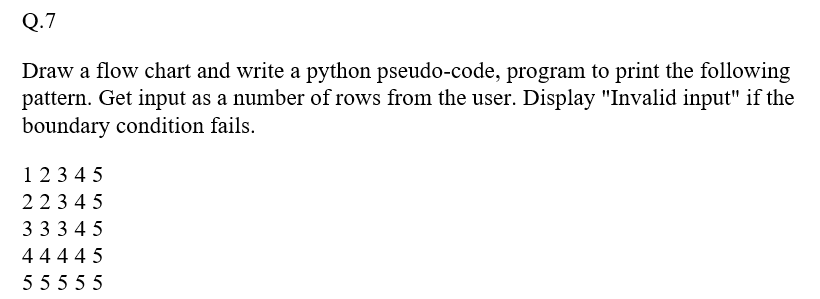 Q.7
Draw a flow chart and write a python pseudo-code, program to print the following
pattern. Get input as a number of rows from the user. Display "Invalid input" if the
boundary condition fails.
1 2 3 4 5
2 2 3 4 5
3 3 3 4 5
4 4 4 4 5
5 5 5 5 5